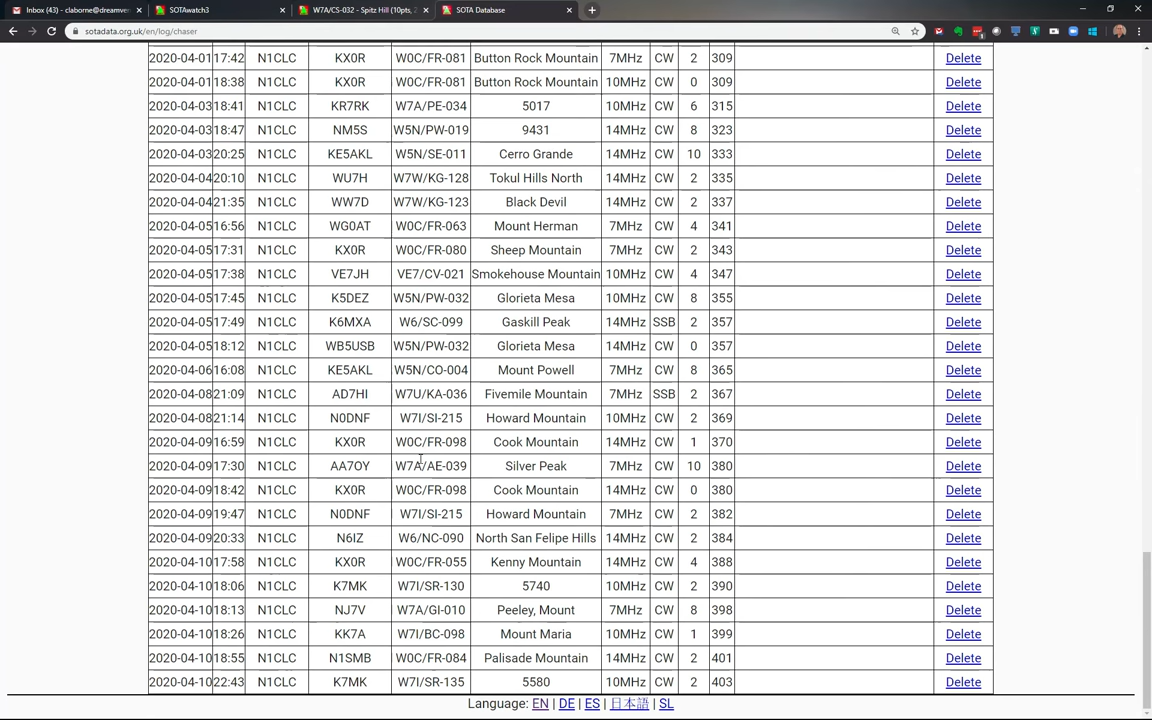 Inbox (43) - claborne@dreamver
SOTAwatch3
W7A/CS-032 - Spitz Hill (10pts, 2
SOTA Database
sotadata.org.uk/en/log/chaser
2020-04-01 17:42 N1CLC KX0R W0C/FR-081 Button Rock Mountain 7MHz CW 2 309 Delete
2020-04-01 18:38 N1CLC KX0R W0C/FR-081 Button Rock Mountain 10MHz CW 0 309 Delete
2020-04-03 18:41 N1CLC KR7RK W7A/PE-034 5017 10MHz CW 6 315 Delete
2020-04-03 18:47 N1CLC NM5S W5N/PW-019 9431 14MHz CW 8 323 Delete
2020-04-03 20:25 N1CLC KE5AKL W5N/SE-011 Cerro Grande 14MHz CW 10 333 Delete
2020-04-04 20:10 N1CLC WU7H W7W/KG-128 Tokul Hills North 14MHz CW 2 335 Delete
2020-04-04 21:35 N1CLC WW7D W7W/KG-123 Black Devil 14MHz CW 2 337 Delete
2020-04-05 16:56 N1CLC WG0AT W0C/FR-063 Mount Herman 7MHz CW 4 341 Delete
2020-04-05 17:31 N1CLC KX0R W0C/FR-080 Sheep Mountain 7MHz CW 2 343 Delete
2020-04-05 17:38 N1CLC VE7JH VE7/CV-021 Smokehouse Mountain 10MHz CW 4 347 Delete
2020-04-05 17:45 N1CLC K5DEZ W5N/PW-032 Glorieta Mesa 10MHz CW 8 355 Delete
2020-04-05 17:49 N1CLC K6MXA W6/SC-099 Gaskill Peak 14MHz SSB 2 357 Delete
2020-04-05 18:12 N1CLC WB5USB W5N/PW-032 Glorieta Mesa 14MHz CW 0 357 Delete
2020-04-06 16:08 N1CLC KE5AKL W5N/CO-004 Mount Powell 7MHz CW 8 365 Delete
2020-04-08 21:09 N1CLC AD7HI W7U/KA-036 Fivemile Mountain 7MHz SSB 2 367 Delete
2020-04-08 21:14 N1CLC N0DNF W7I/SI-215 Howard Mountain 10MHz CW 2 369 Delete
2020-04-09 16:59 N1CLC KX0R W0C/FR-098 Cook Mountain 14MHz CW 1 370 Delete
2020-04-09 17:30 N1CLC AA7OY W7A/AE-039 Silver Peak 7MHz CW 10 380 Delete
2020-04-09 18:42 N1CLC KX0R W0C/FR-098 Cook Mountain 14MHz CW 0 380 Delete
2020-04-09 19:47 N1CLC N0DNF W7I/SI-215 Howard Mountain 14MHz CW 2 382 Delete
2020-04-09 20:33 N1CLC N6IZ W6/NC-090 North San Felipe Hills 14MHz CW 2 384 Delete
2020-04-10 17:58 N1CLC KX0R W0C/FR-055 Kenny Mountain 14MHz CW 4 388 Delete
2020-04-10 18:06 N1CLC K7MK W7I/SR-130 5740 10MHz CW 2 390 Delete
2020-04-10 18:13 N1CLC NJ7V W7A/GI-010 Peeley, Mount 7MHz CW 8 398 Delete
2020-04-10 18:26 N1CLC KK7A W7I/BC-098 Mount Maria 10MHz CW 1 399 Delete
2020-04-10 18:55 N1CLC N1SMB W0C/FR-084 Palisade Mountain 14MHz CW 2 401 Delete
2020-04-10 22:43 N1CLC K7MK W7I/SR-135 5580 10MHz CW 2 403 Delete
Language: EN | DE | ES | 日本語 | SL